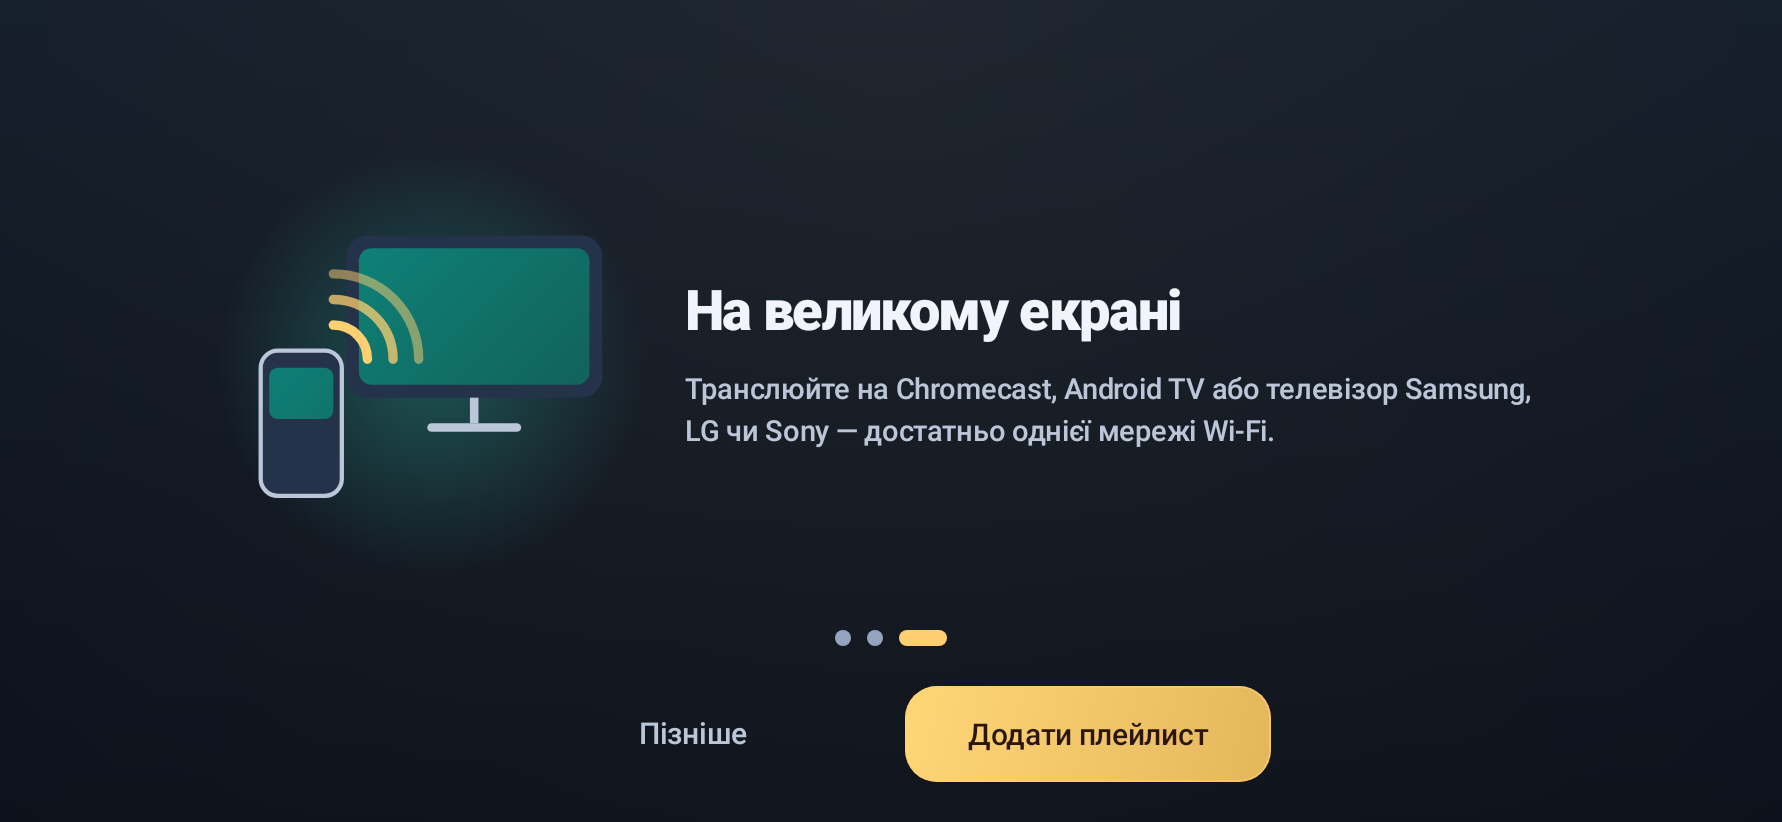 На великому екрані
Транслюйте на Chromecast, Android TV або телевізор Samsung,
LG чи Sony — достатньо однієї мережі Wi-Fi.
Пізніше
Додати плейлист